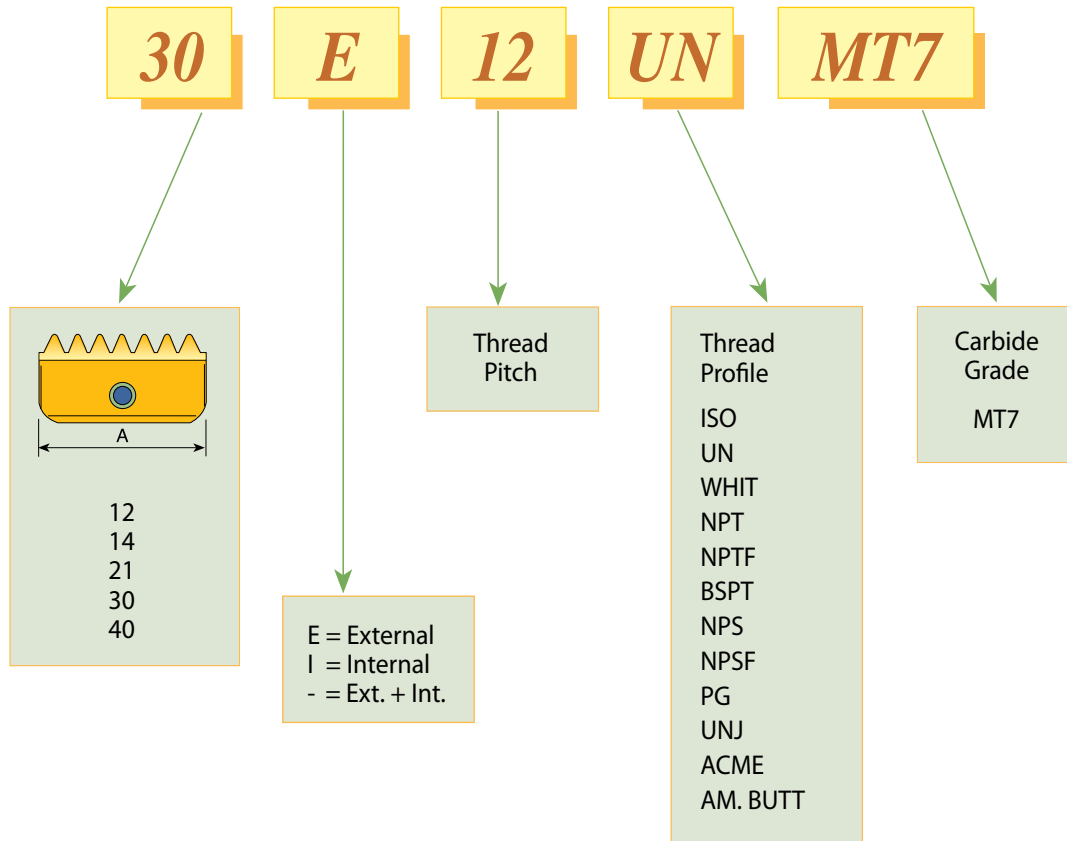 30 E 12 UN MT7
A
12
14
21
30
40
E = External
I = Internal
- = Ext. + Int.
Thread
Pitch
Thread
Profile
ISO
UN
WHIT
NPT
NPTF
BSPT
NPS
NPSF
PG
UNJ
ACME
AM. BUTT
Carbide
Grade
MT7